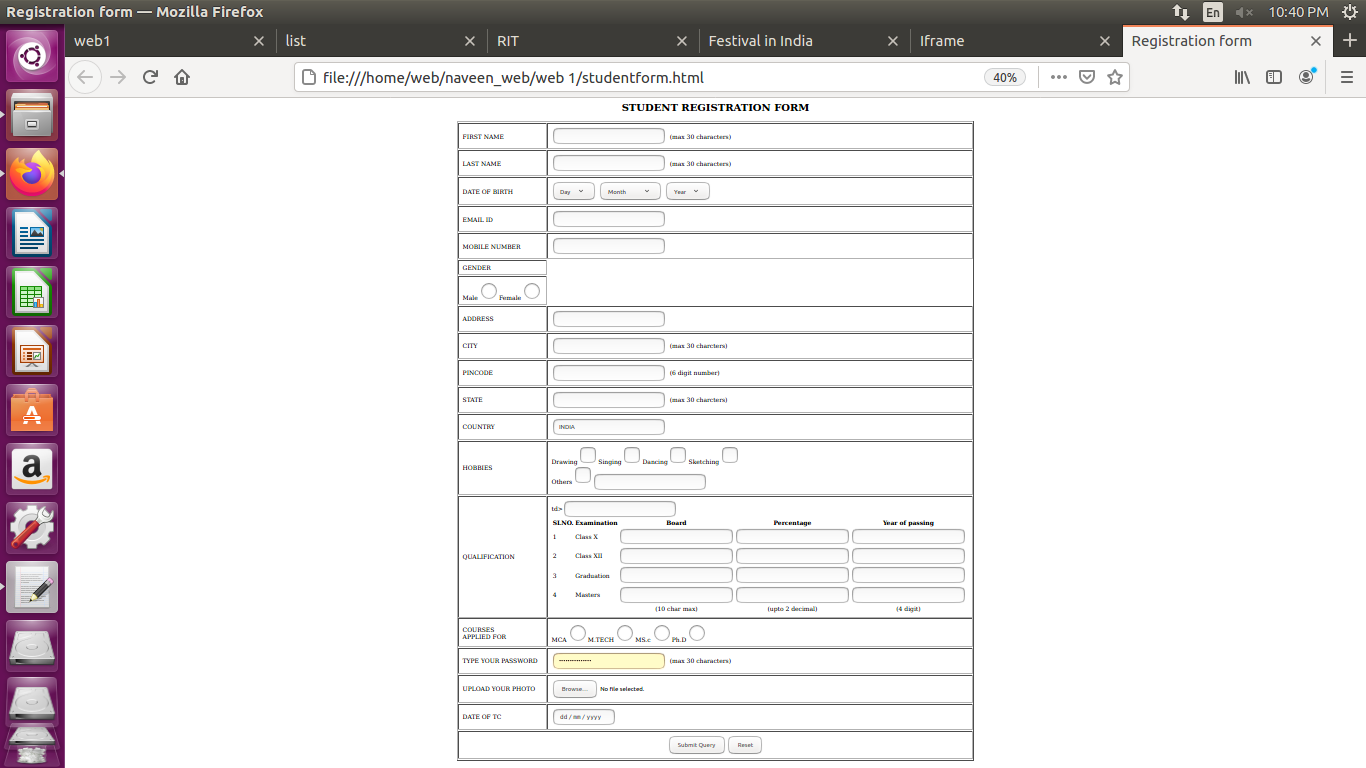 Registration form — Mozilla Firefox
En
10:40 PM
web1
list
RIT
Festival in India
Iframe
Registration form
file:///home/web/naveen_web/web 1/studentform.html
40%
STUDENT REGISTRATION FORM
FIRST NAME (max 30 characters)
LAST NAME (max 30 characters)
DATE OF BIRTH Day Month Year
EMAIL ID
MOBILE NUMBER
GENDER
Male Female
ADDRESS
CITY (max 30 charcters)
PINCODE (6 digit number)
STATE (max 30 charcters)
COUNTRY INDIA
HOBBIES
Drawing Singing Dancing Sketching
Others
QUALIFICATION
td>
SI.NO. Examination Board Percentage Year of passing
1 Class X
2 Class XII
3 Graduation
4 Masters
(10 char max) (upto 2 decimal) (4 digit)
COURSES
APPLIED FOR
MCA M.TECH MS.c Ph.D
TYPE YOUR PASSWORD (max 30 characters)
UPLOAD YOUR PHOTO Browse... No file selected.
DATE OF TC dd / mm / yyyy
Submit Query Reset